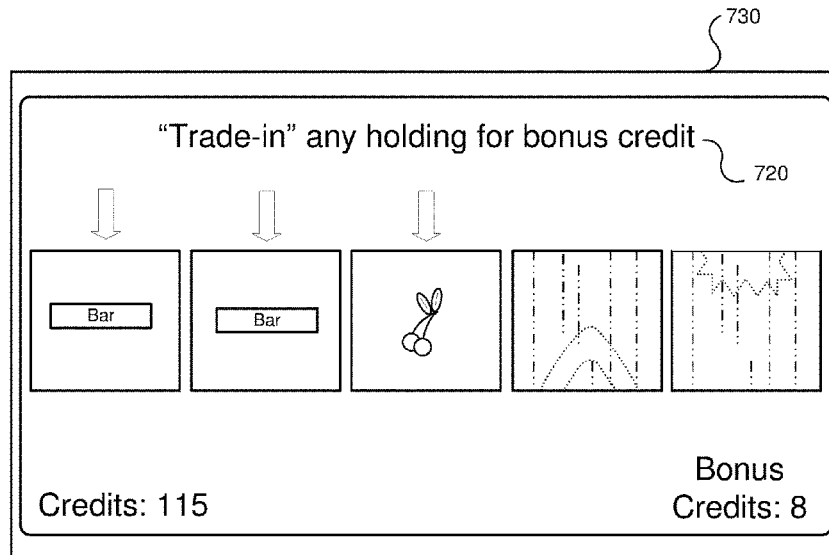 730
“Trade-in” any holding for bonus credit
720
Bar
Bar
Bonus
Credits: 115
Credits: 8